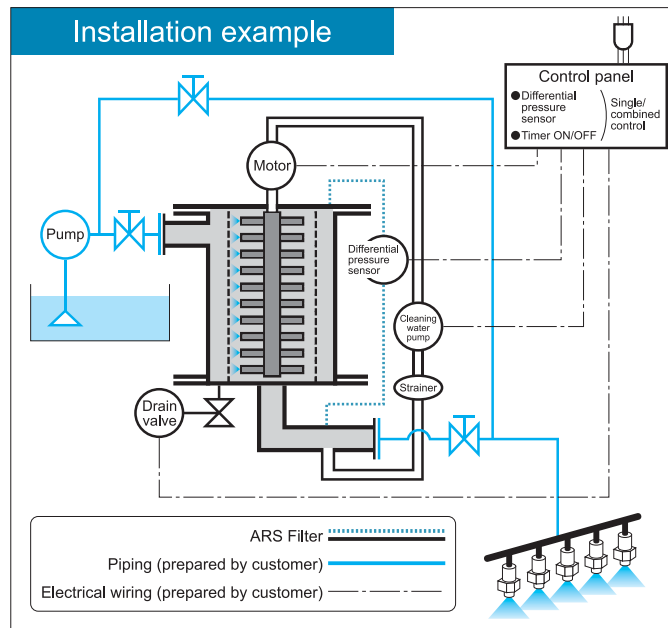 Installation example
Control panel
●Differential
pressure
sensor
●Timer ON/OFF
Single/
combined
control
Motor
Pump
Differential
pressure
sensor
Cleaning
water
pump
Strainer
Drain
valve
ARS Filter
Piping (prepared by customer)
Electrical wiring (prepared by customer)